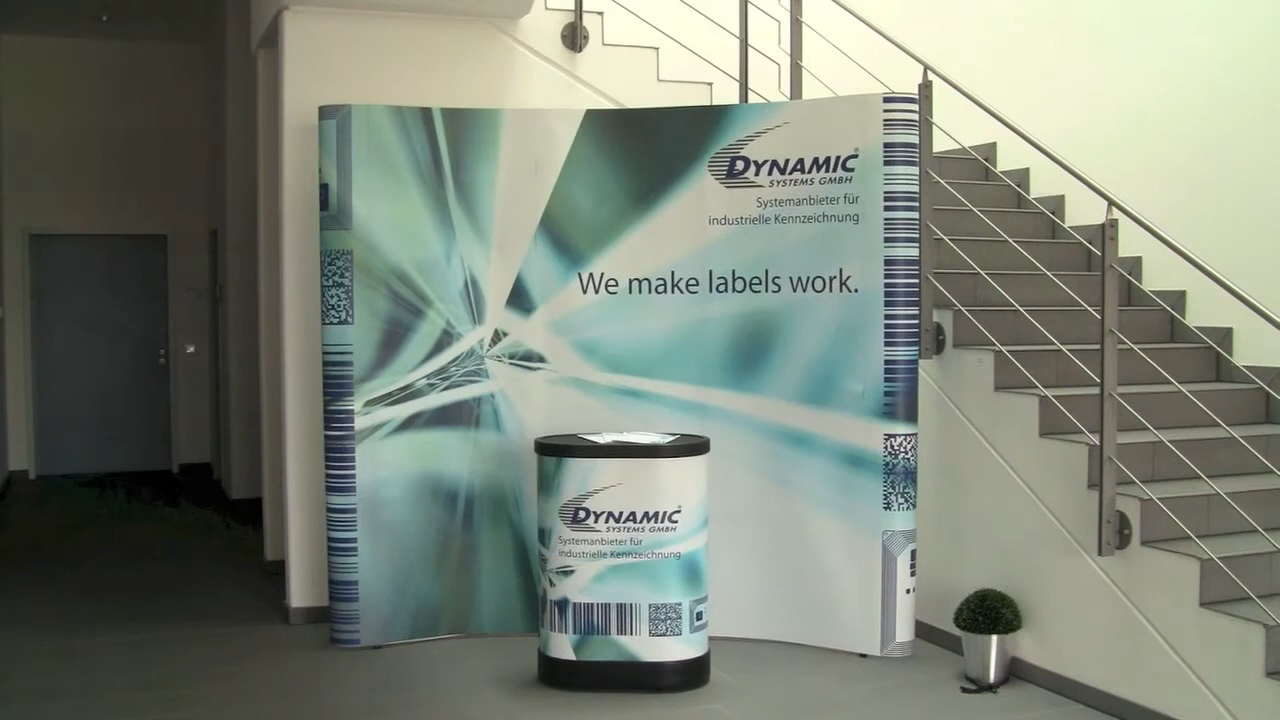 DYNAMIC®
SYSTEMS GMBH
Systemanbieter für
industrielle Kennzeichnung
We make labels work.
DYNAMIC®
SYSTEMS GMBH
Systemanbieter für
industrielle Kennzeichnung